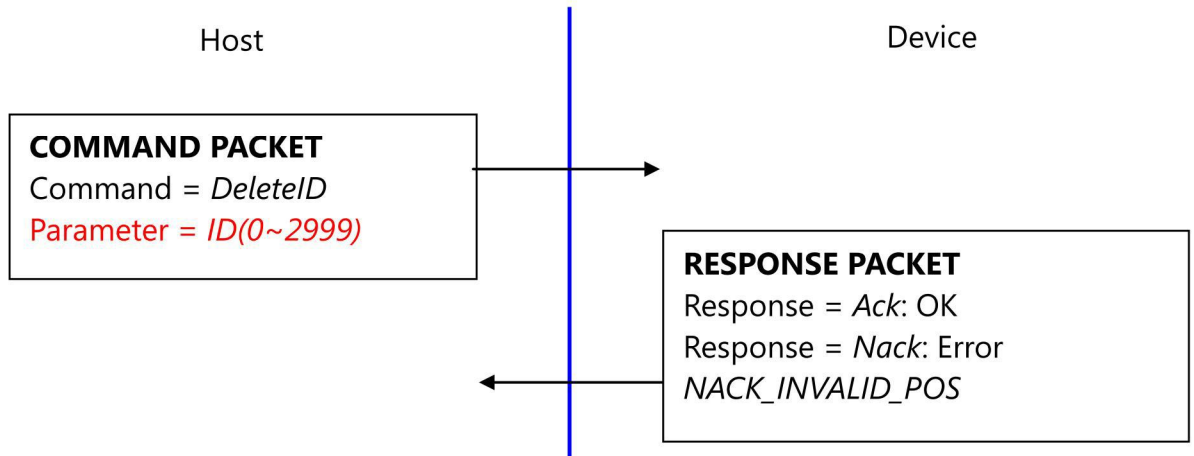 Host
Device
COMMAND PACKET
Command = DeleteID
Parameter = ID(0~2999)
RESPONSE PACKET
Response = Ack: OK
Response = Nack: Error
NACK_INVALID_POS